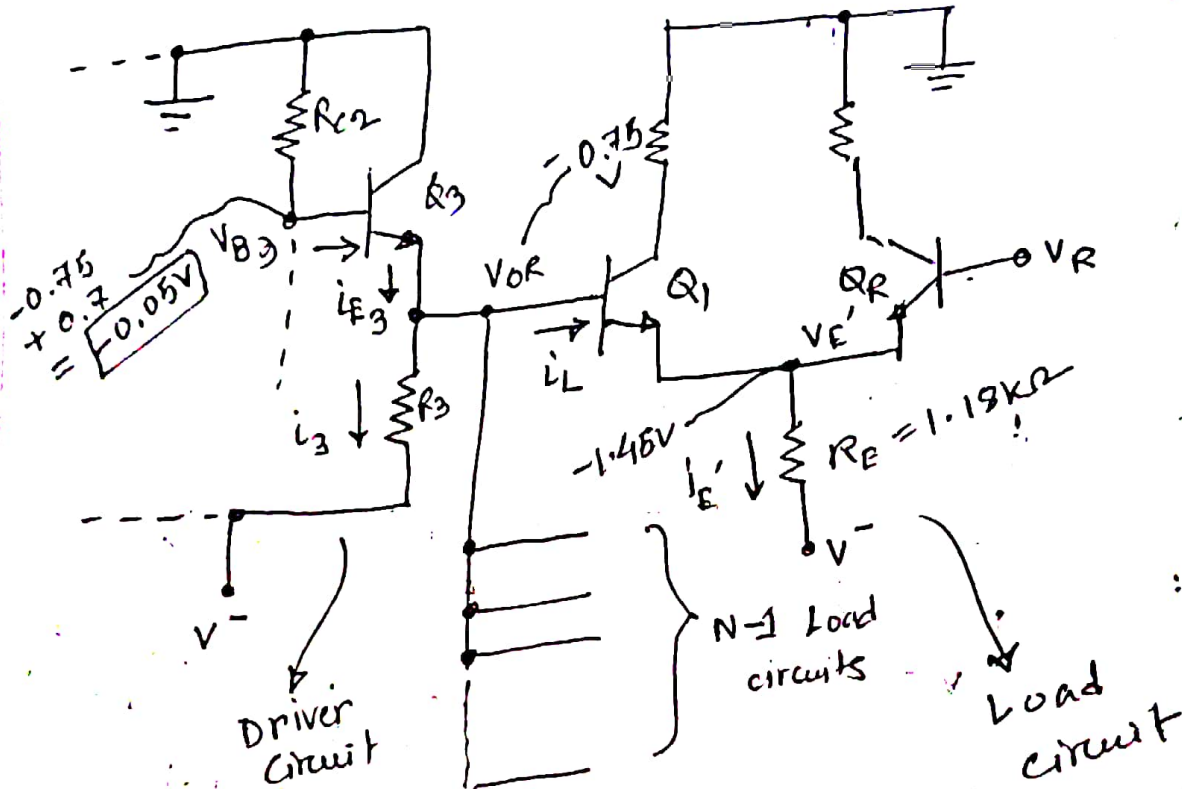 RC2
Q3
VB3
-0.75
+ 0.7
= -0.05V
iE3
i3
R3
V-
Driver
Circuit
-0.75
VOR
iL
Q1
QR
VR
VE'
-1.45V
iE'
RE = 1.18KΩ
V-
N-1 Load
circuits
Load
circuit